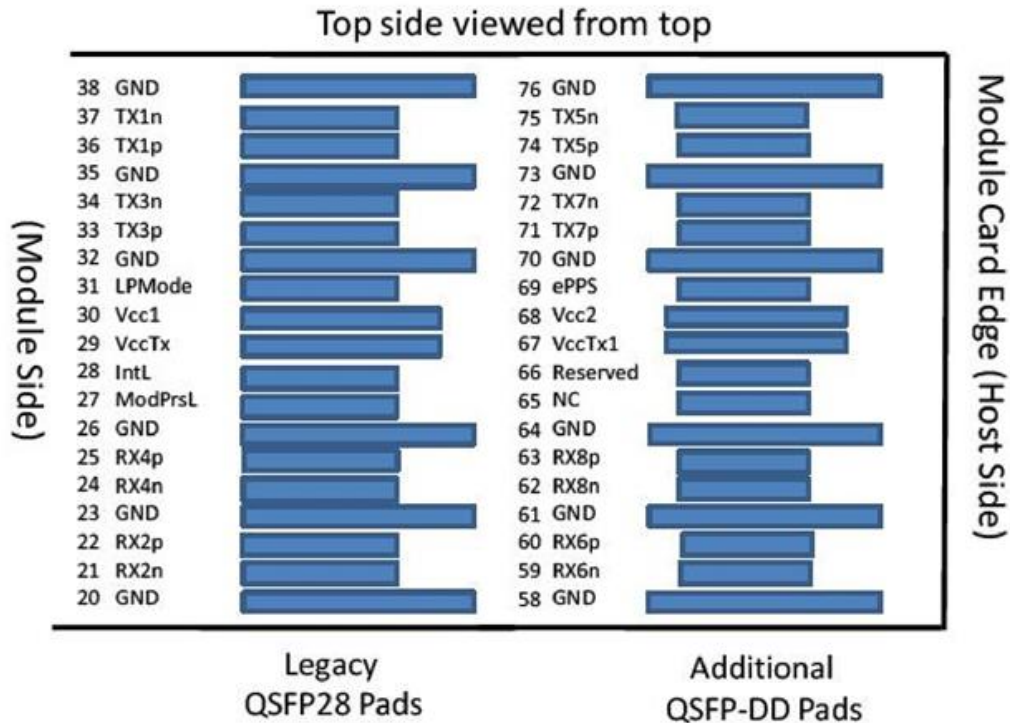 Top side viewed from top
(Module Side)
38 GND
37 TX1n
36 TX1p
35 GND
34 TX3n
33 TX3p
32 GND
31 LPMode
30 Vcc1
29 VccTx
28 IntL
27 ModPrsL
26 GND
25 RX4p
24 RX4n
23 GND
22 RX2p
21 RX2n
20 GND
76 GND
75 TX5n
74 TX5p
73 GND
72 TX7n
71 TX7p
70 GND
69 ePPS
68 Vcc2
67 VccTx1
66 Reserved
65 NC
64 GND
63 RX8p
62 RX8n
61 GND
60 RX6p
59 RX6n
58 GND
Module Card Edge (Host Side)
Legacy
QSFP28 Pads
Additional
QSFP-DD Pads